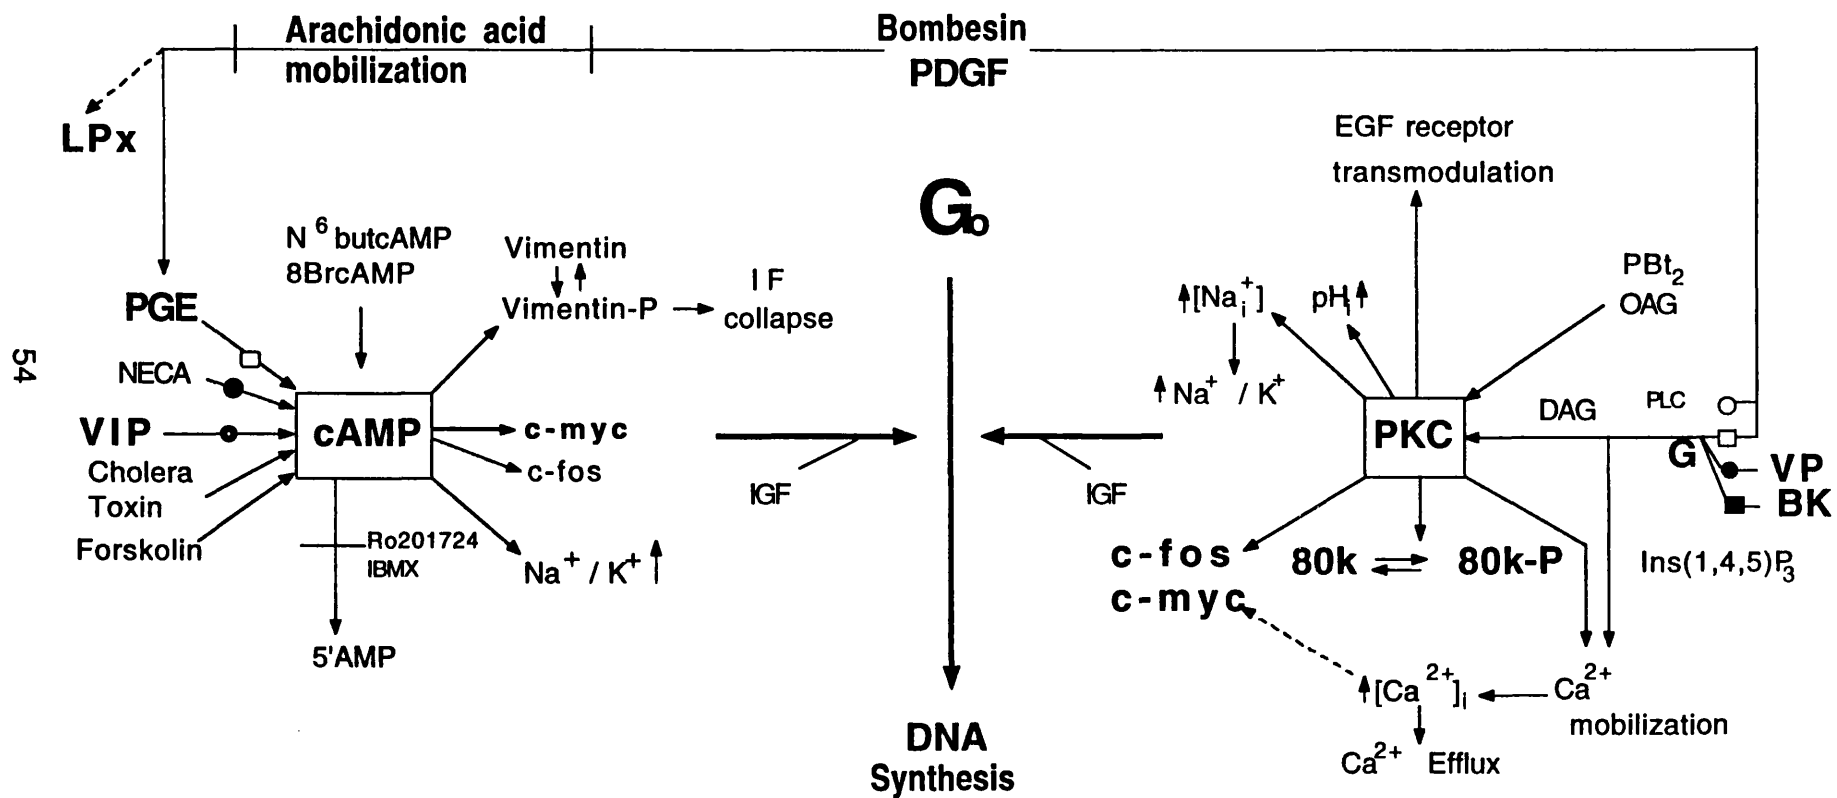 Arachidonic acid
mobilization
Bombesin
PDGF
LPx
EGF receptor
transmodulation
G₀
N⁶ butcAMP
8BrcAMP
Vimentin
Vimentin-P
IF
collapse
[Na⁺ᵢ]
pHᵢ
PBt₂
OAG
PGE
54
NECA
Na⁺ / K⁺
VIP
cAMP
c-myc
c-fos
PKC
DAG
PLC
G
VP
BK
Cholera
Toxin
Forskolin
IGF
IGF
Ro201724
IBMX
Na⁺ / K⁺
c-fos
c-myc
80k
80k-P
Ins(1,4,5)P₃
5'AMP
[Ca²⁺]ᵢ
Ca²⁺
mobilization
DNA
Synthesis
Ca²⁺ Efflux